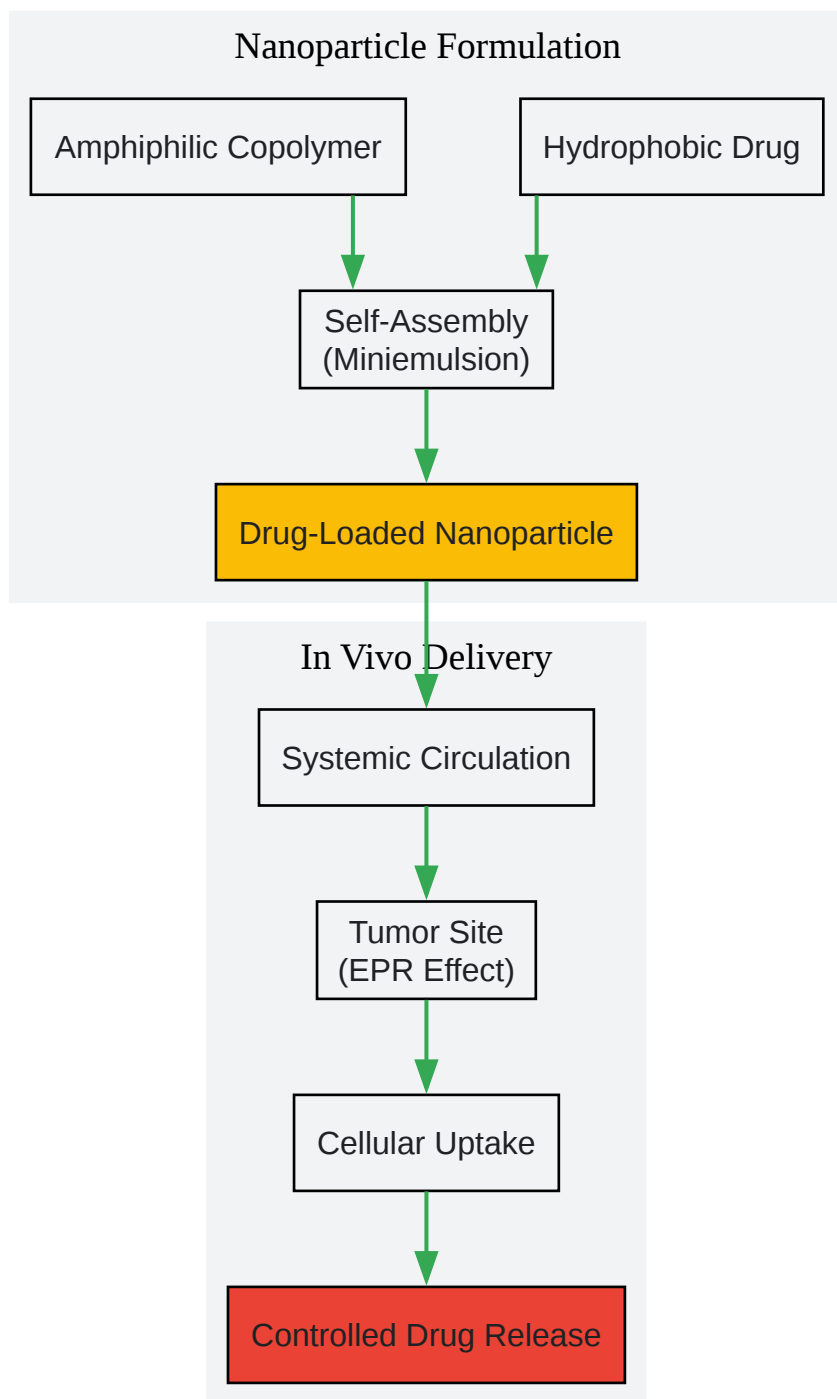 Nanoparticle Formulation
Amphiphilic Copolymer
Hydrophobic Drug
Self-Assembly
(Miniemulsion)
Drug-Loaded Nanoparticle
In Vivo Delivery
Systemic Circulation
Tumor Site
(EPR Effect)
Cellular Uptake
Controlled Drug Release